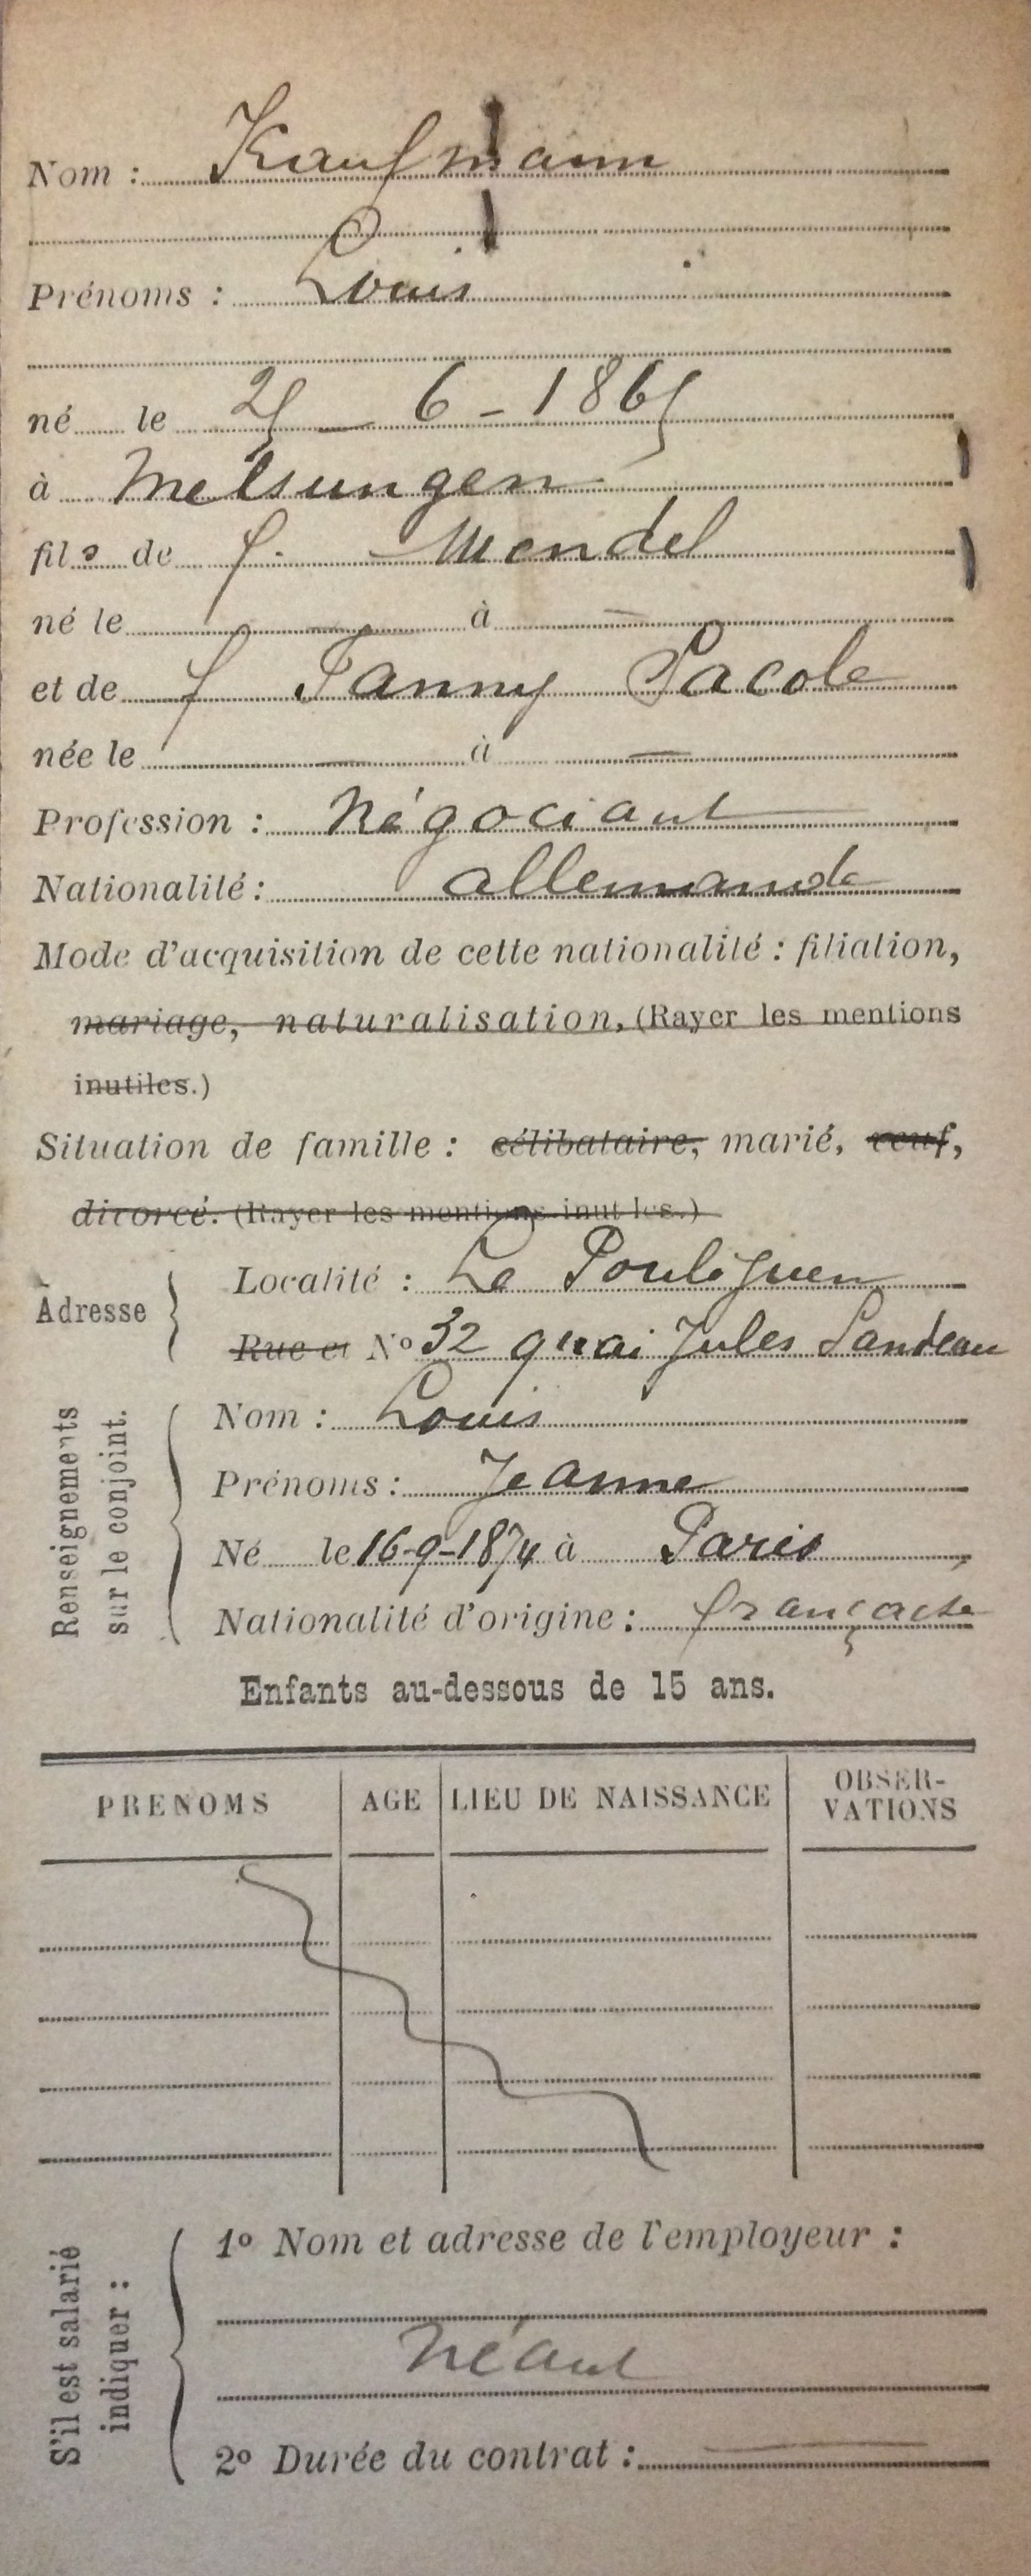 Nom : Kaufmann
Prénoms : Louis
né le 25 - 6 - 1865
à Melsungen
fils de f. Mendel
né le — à —
et de f Fanny Jacob
née le — à —
Profession : Négociant
Nationalité : allemande
Mode d'acquisition de cette nationalité : filiation,
mariage, naturalisation, (Rayer les mentions
inutiles.)
Situation de famille : célibataire, marié, veuf,
divorcé. (Rayer les mentions inutiles.)
Adresse
Localité : Le Pouliguen
Rue et No 32 quai Jules Sandeau
Renseignements
sur le conjoint.
Nom : Louis
Prénoms : Jeanne
Né le 16-9-1874 à Paris
Nationalité d'origine : française
Enfants au-dessous de 15 ans.
PRENOMS AGE LIEU DE NAISSANCE OBSER-
VATIONS
S'il est salarié
indiquer :
1o Nom et adresse de l'employeur :
Néant
2o Durée du contrat : —